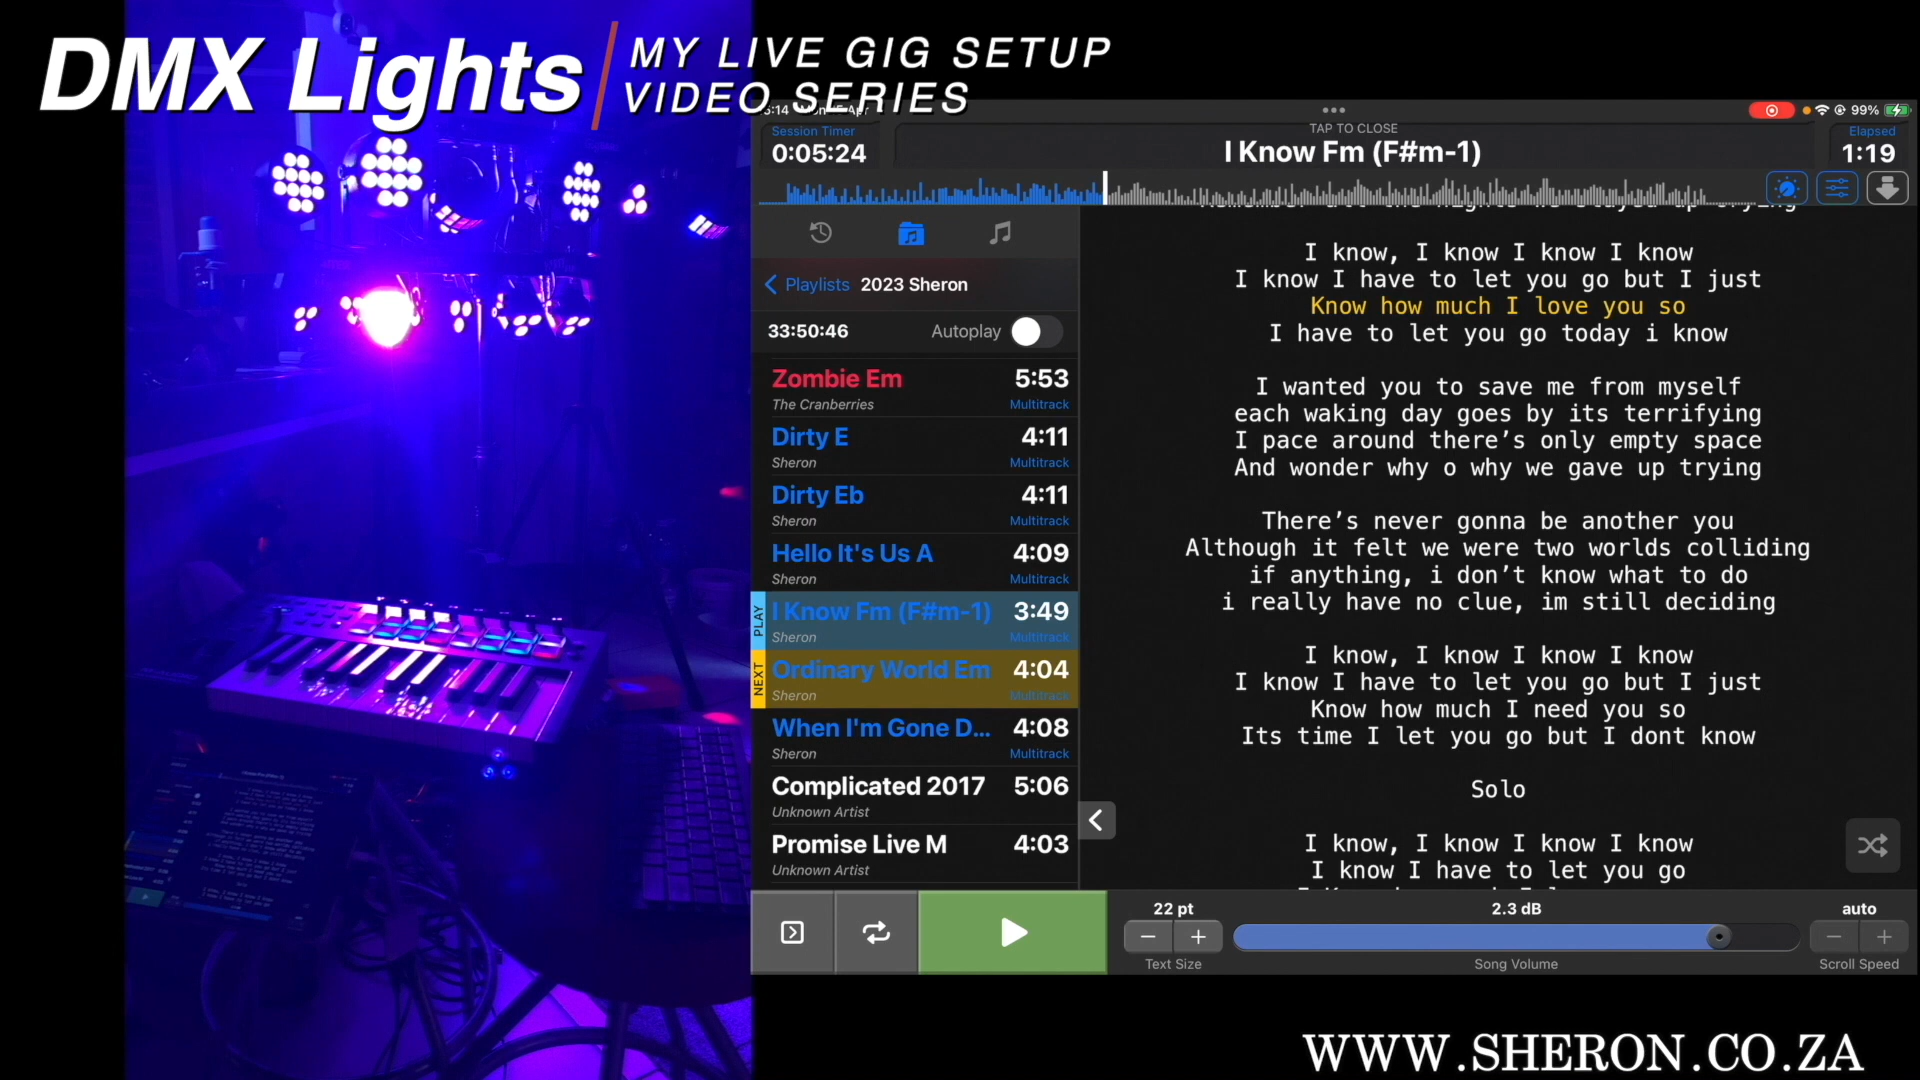 DMX Lights
MY LIVE GIG SETUP
VIDEO SERIES
99%
Session Timer
0:05:24
TAP TO CLOSE
I Know Fm (F#m-1)
Elapsed
1:19
Playlists 2023 Sheron
33:50:46 Autoplay
Zombie Em 5:53
The Cranberries Multitrack
Dirty E 4:11
Sheron Multitrack
Dirty Eb 4:11
Sheron Multitrack
Hello It's Us A 4:09
Sheron Multitrack
PLAY
I Know Fm (F#m-1) 3:49
Sheron Multitrack
NEXT
Ordinary World Em 4:04
Sheron Multitrack
When I'm Gone D... 4:08
Sheron Multitrack
Complicated 2017 5:06
Unknown Artist
Promise Live M 4:03
Unknown Artist
I know, I know I know I know
I know I have to let you go but I just
Know how much I love you so
I have to let you go today i know
I wanted you to save me from myself
each waking day goes by its terrifying
I pace around there's only empty space
And wonder why o why we gave up trying
There's never gonna be another you
Although it felt we were two worlds colliding
if anything, i don't know what to do
i really have no clue, im still deciding
I know, I know I know I know
I know I have to let you go but I just
Know how much I need you so
Its time I let you go but I dont know
Solo
I know, I know I know I know
I know I have to let you go
22 pt
Text Size
2.3 dB
Song Volume
auto
Scroll Speed
WWW.SHERON.CO.ZA